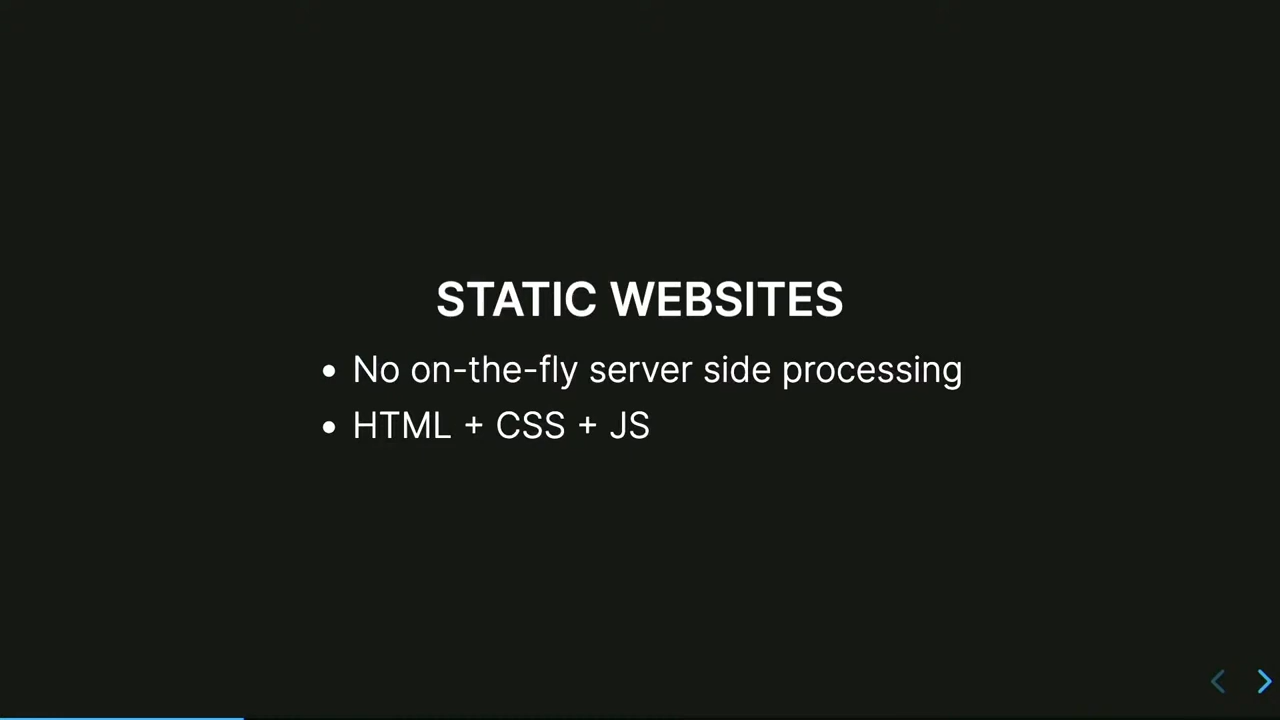 STATIC WEBSITES
• No on-the-fly server side processing
• HTML + CSS + JS